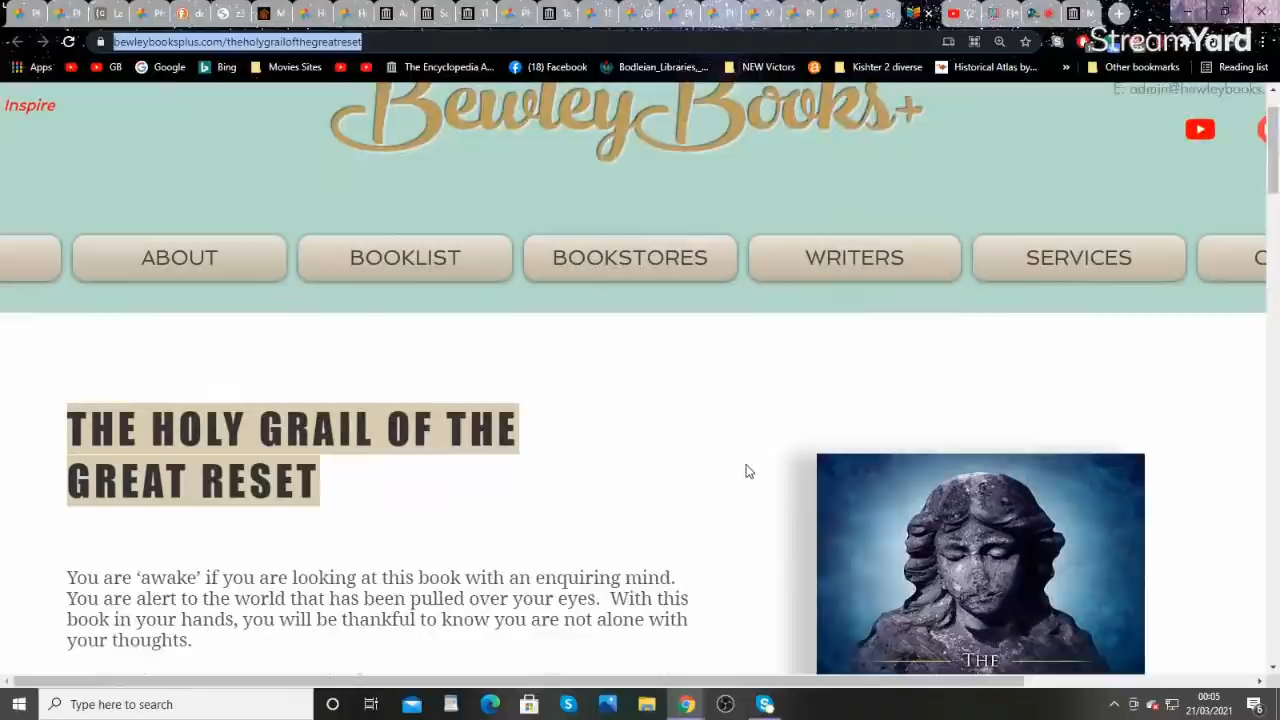 StreamYard
bewleybooksplus.com/theholygrailofthegreatreset
Apps GB Google Bing Movies Sites The Encyclopedia A... (18) Facebook Bodleian_Libraries,_... NEW Victors Kishter 2 diverse Historical Atlas by... » Other bookmarks Reading list
Inspire
BewleyBooks+
E: admin@bewleybooks.
ABOUT BOOKLIST BOOKSTORES WRITERS SERVICES C
THE HOLY GRAIL OF THE
GREAT RESET
You are ‘awake’ if you are looking at this book with an enquiring mind.
You are alert to the world that has been pulled over your eyes. With this
book in your hands, you will be thankful to know you are not alone with
your thoughts.
THE
Type here to search
00:05
21/03/2021
6